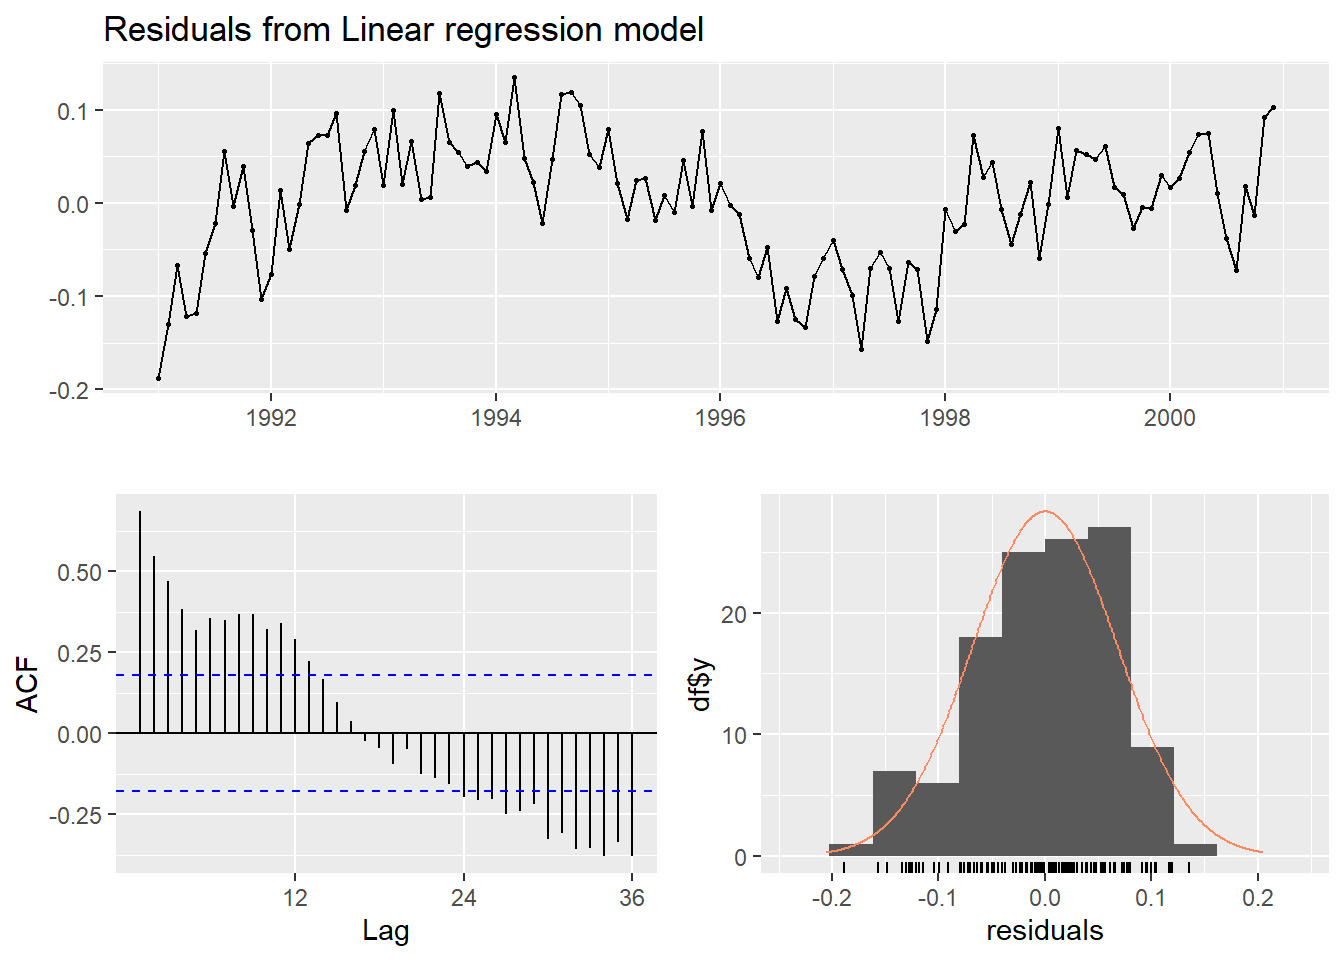 Residuals from Linear regression model
0.1
0.0
-0.1
-0.2
1992 1994 1996 1998 2000
ACF
0.50
0.25
0.00
-0.25
12 24 36
Lag
df$y
20
10
0
-0.2 -0.1 0.0 0.1 0.2
residuals